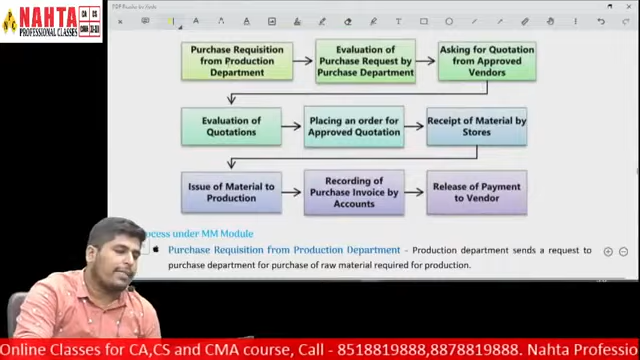 NAHTA
PROFESSIONAL CLASSES
CA CS
CMA
Purchase Requisition
from Production
Department
Evaluation of
Purchase Request by
Purchase Department
Asking for Quotation
from Approved
Vendors
Evaluation of
Quotations
Placing an order for
Approved Quotation
Receipt of Material by
Stores
Issue of Material to
Production
Recording of
Purchase Invoice by
Accounts
Release of Payment
to Vendor
ocess under MM Module
Purchase Requisition from Production Department - Production department sends a request to
purchase department for purchase of raw material required for production.
Online Classes for CA,CS and CMA course, Call - 8518819888,8878819888. Nahta Professio